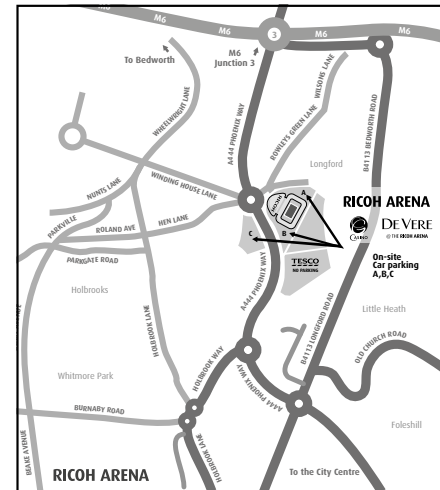 M6
M6
M6
3
To Bedworth
M6
Junction 3
WHEELWRIGHT LANE
A444 PHOENIX WAY
ROWLEYS GREEN LANE
WILSONS LANE
B4113 BEDWORTH ROAD
Longford
NUNTS LANE
WINDING HOUSE LANE
A
RICOH
RICOH ARENA
PARKVILLE
ROLAND AVE
HEN LANE
C
B
CASINO
DE VERE
@ THE RICOH ARENA
PARKGATE ROAD
TESCO
NO PARKING
On-site
Car parking
A,B,C
Holbrooks
HOLBROOK LANE
A444 PHOENIX WAY
B4113 LONGFORD ROAD
Little Heath
OLD CHURCH ROAD
Whitmore Park
HOLBROOK WAY
A444 PHOENIX WAY
BURNABY ROAD
Foleshill
BLAKE AVENUE
HOLBROOK LANE
RICOH ARENA
To the City Centre